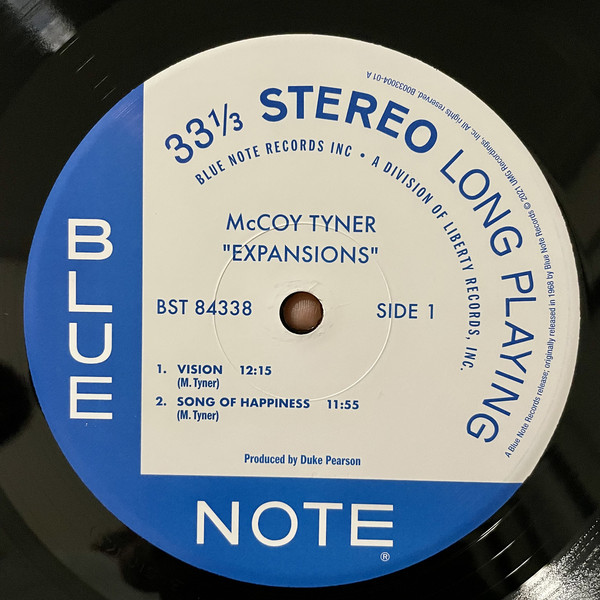 33⅓ STEREO LONG PLAYING
BLUE NOTE RECORDS INC • A DIVISION OF LIBERTY RECORDS, INC.
McCOY TYNER
"EXPANSIONS"
BST 84338 SIDE 1
1. VISION 12:15
(M. Tyner)
2. SONG OF HAPPINESS 11:55
(M. Tyner)
Produced by Duke Pearson
BLUE
NOTE
®
A Blue Note Records release; originally released in 1968 by Blue Note Records © 2021 UMG Recordings, Inc. All rights reserved. B0033004-01 A